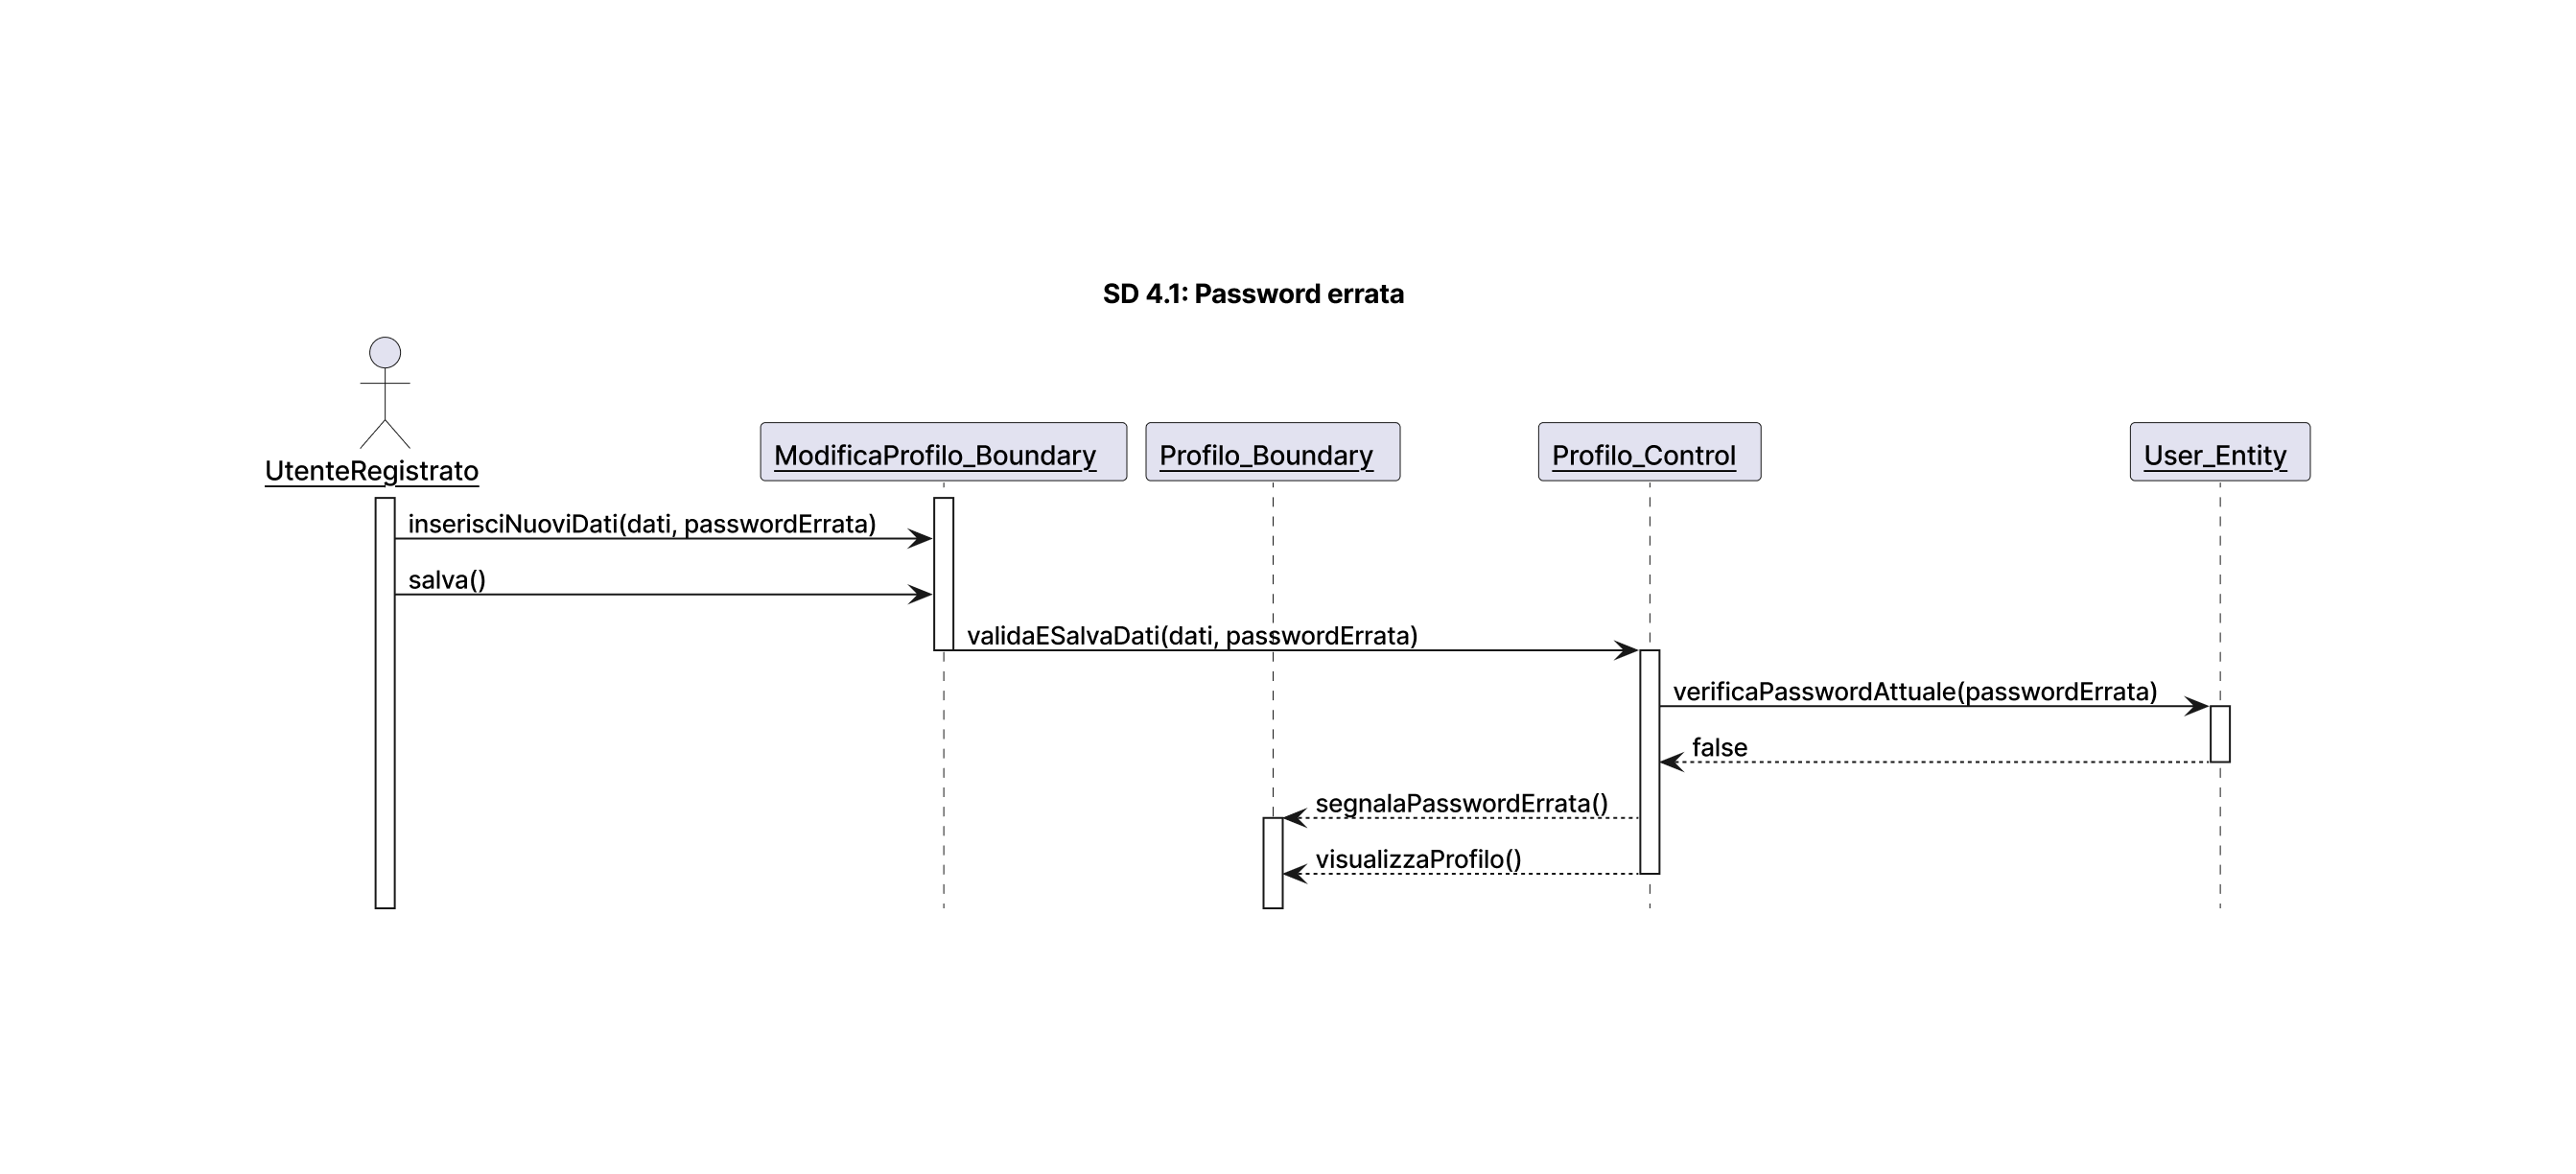 SD 4.1: Password errata
UtenteRegistrato
ModificaProfilo_Boundary
Profilo_Boundary
Profilo_Control
User_Entity
inserisciNuoviDati(dati, passwordErrata)
salva()
validaESalvaDati(dati, passwordErrata)
verificaPasswordAttuale(passwordErrata)
false
segnalaPasswordErrata()
visualizzaProfilo()